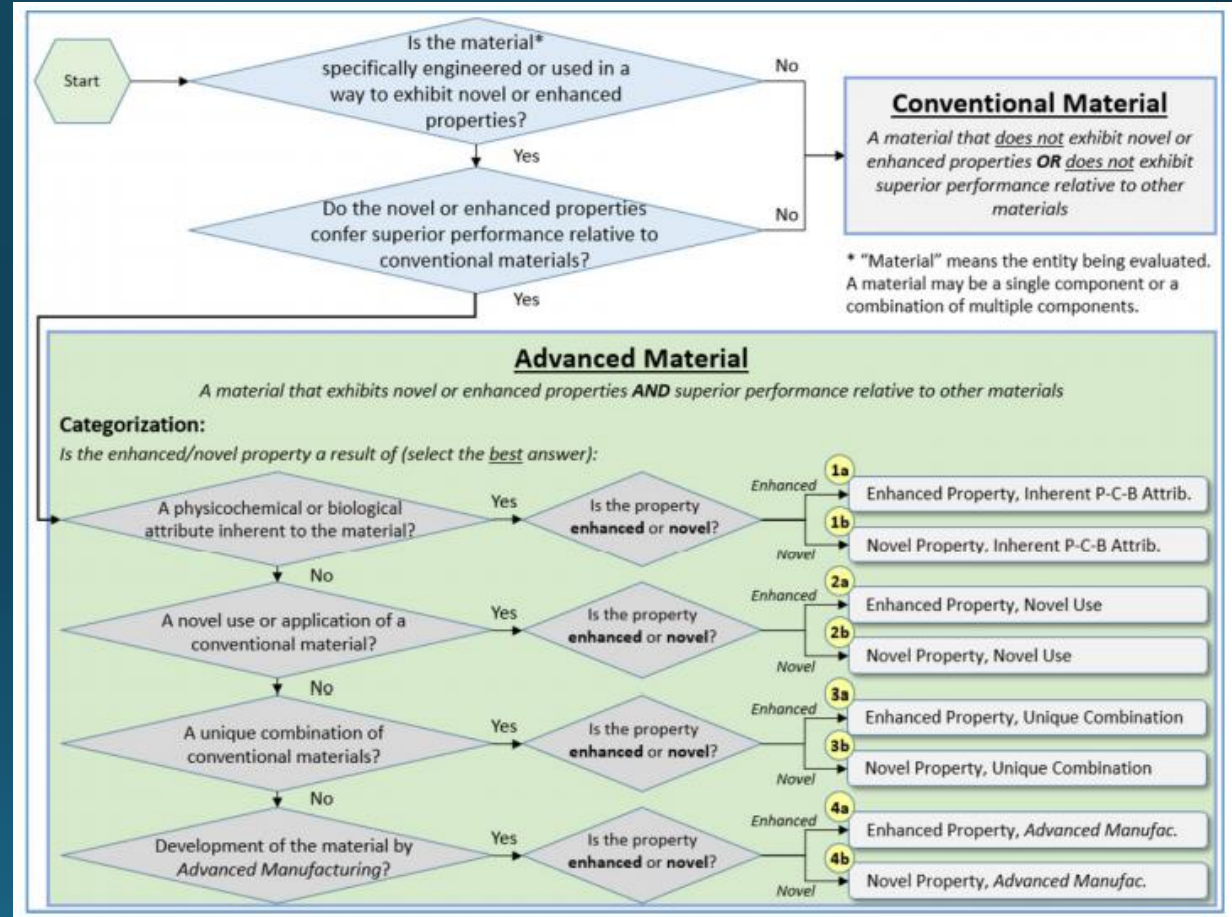 Start
Is the material*
specifically engineered or used in a
way to exhibit novel or enhanced
properties?
No
Yes
Do the novel or enhanced properties
confer superior performance relative to
conventional materials?
No
Yes
Conventional Material
A material that does not exhibit novel or
enhanced properties OR does not exhibit
superior performance relative to other
materials
* "Material" means the entity being evaluated.
A material may be a single component or a
combination of multiple components.
Advanced Material
A material that exhibits novel or enhanced properties AND superior performance relative to other materials
Categorization:
Is the enhanced/novel property a result of (select the best answer):
A physicochemical or biological
attribute inherent to the material?
Yes
Is the property
enhanced or novel?
Enhanced
1a
Enhanced Property, Inherent P-C-B Attrib.
1b
Novel
Novel Property, Inherent P-C-B Attrib.
No
A novel use or application of a
conventional material?
Yes
Is the property
enhanced or novel?
Enhanced
2a
Enhanced Property, Novel Use
2b
Novel
Novel Property, Novel Use
No
A unique combination of
conventional materials?
Yes
Is the property
enhanced or novel?
Enhanced
3a
Enhanced Property, Unique Combination
3b
Novel
Novel Property, Unique Combination
No
Development of the material by
Advanced Manufacturing?
Yes
Is the property
enhanced or novel?
Enhanced
4a
Enhanced Property, Advanced Manufac.
4b
Novel
Novel Property, Advanced Manufac.